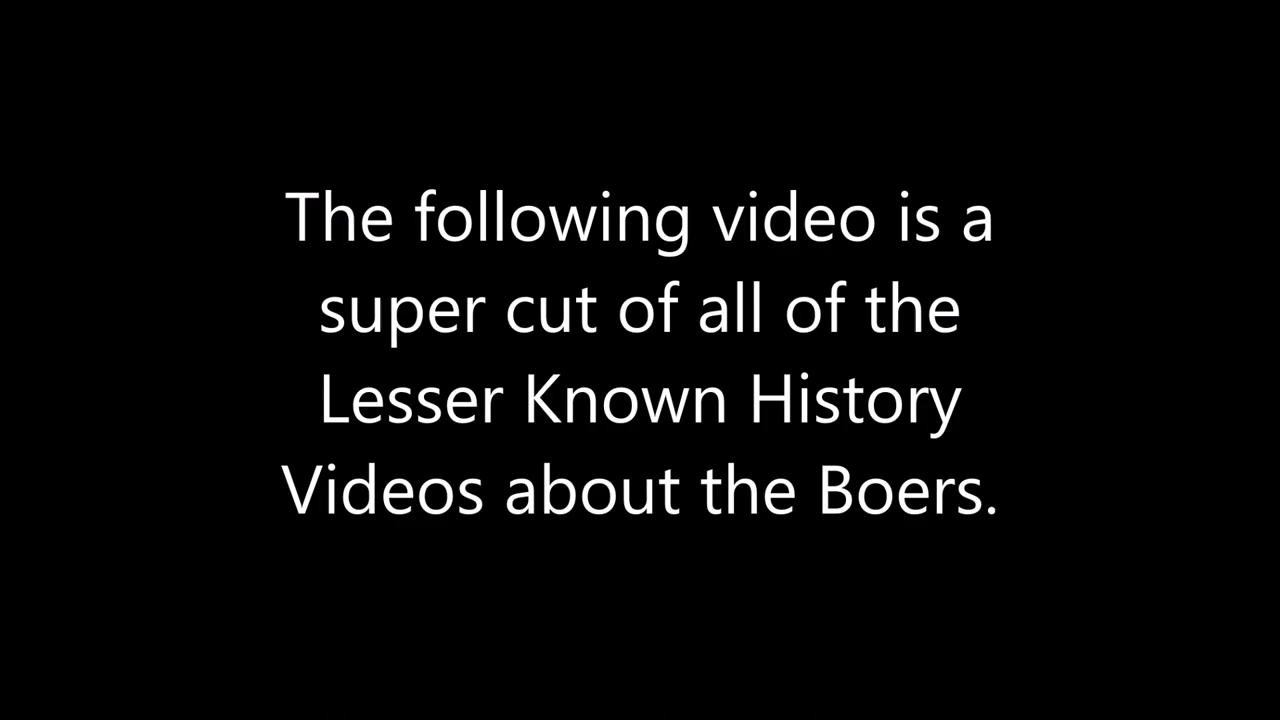 The following video is a
super cut of all of the
Lesser Known History
Videos about the Boers.